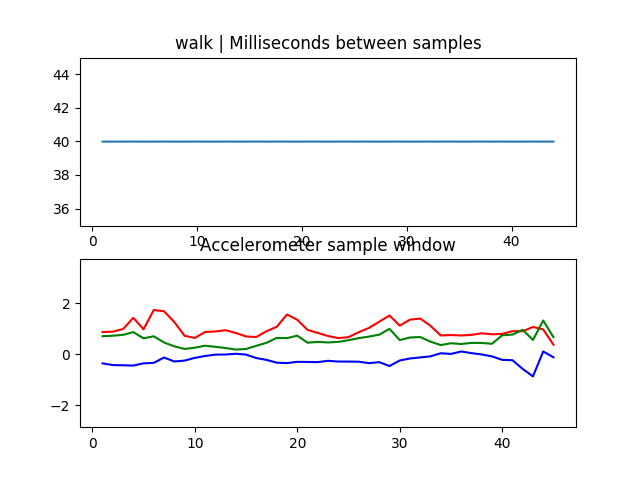 walk | Milliseconds between samples
44
42
40
38
36
0 10 20 30 40
Accelerometer sample window
2
0
−2
0 10 20 30 40